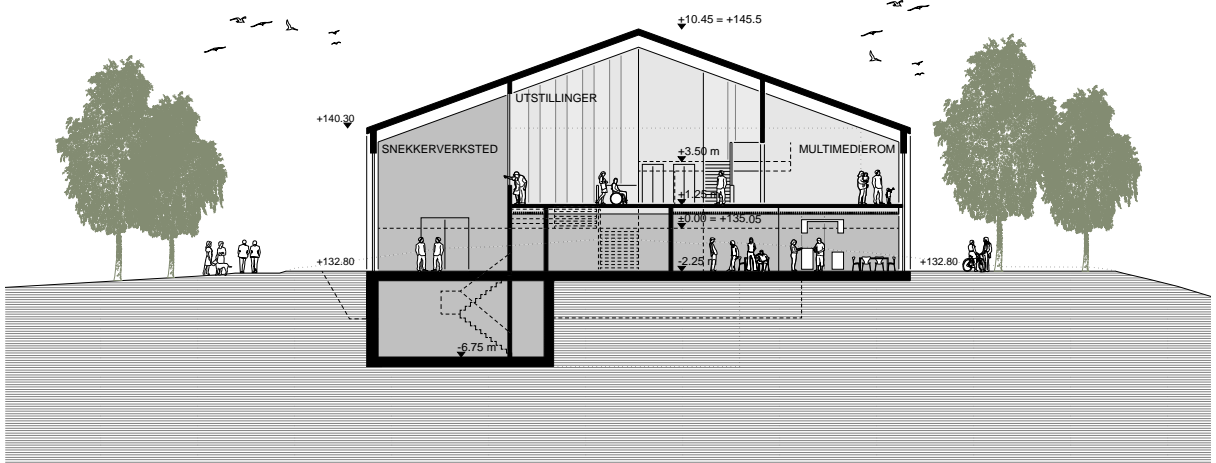 +10.45 = +145.5
UTSTILLINGER
+140.30
SNEKKERVERKSTED
+3.50 m
MULTIMEDIEROM
+1.25 m
±0.00 = +135.05
+132.80
-2.25
+132.80
-6.75 m